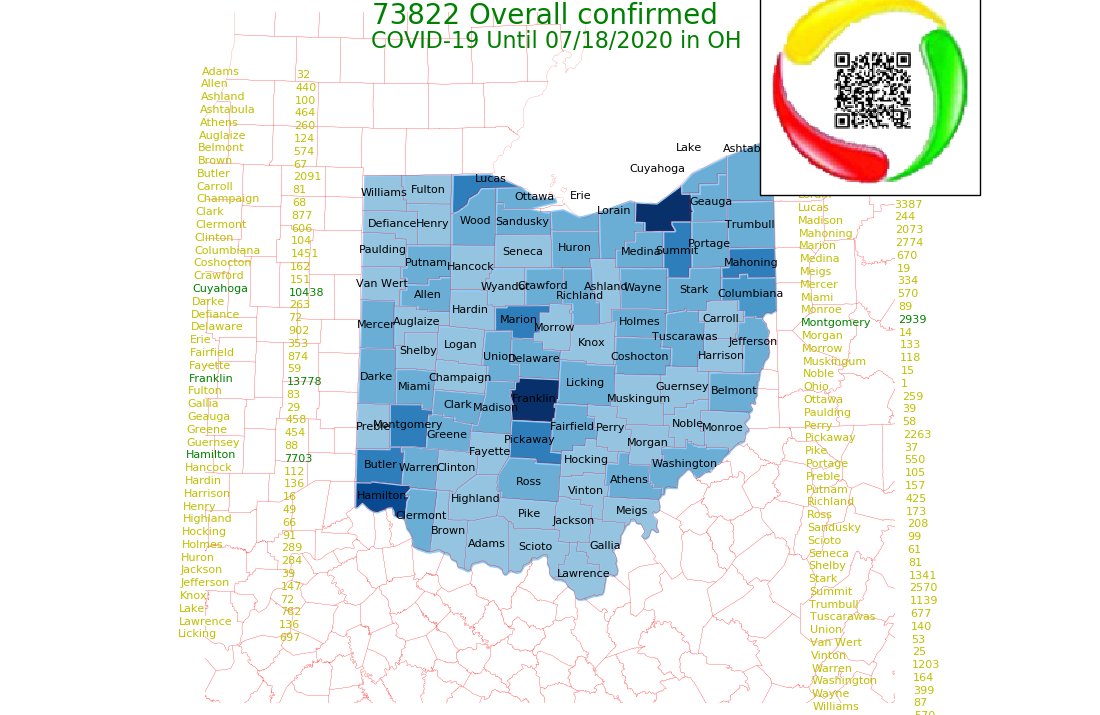 73822 Overall confirmed
COVID-19 Until 07/18/2020 in OH
Adams 32
Allen 440
Ashland 100
Ashtabula 464
Athens 260
Auglaize 124
Belmont 574
Brown 67
Butler 2091
Carroll 81
Champaign 68
Clark 877
Clermont 606
Clinton 104
Columbiana 1451
Coshocton 162
Crawford 151
Cuyahoga 10438
Darke 263
Defiance 72
Delaware 902
Erie 353
Fairfield 874
Fayette 59
Franklin 13778
Fulton 83
Gallia 29
Geauga 458
Greene 454
Guernsey 88
Hamilton 7703
Hancock 112
Hardin 136
Harrison 16
Henry 49
Highland 66
Hocking 91
Holmes 289
Huron 284
Jackson 39
Jefferson 147
Knox 72
Lake 762
Lawrence 136
Licking 697
Lake Ashtab
Cuyahoga
Lucas
Williams Fulton Ottawa Erie Geauga
Lorain
Defiance Henry Wood Sandusky Trumbull
Paulding Seneca Huron Medina Summit Portage
Putnam Hancock Mahoning
Van Wert Wyandot Crawford Ashland Wayne Stark Columbiana
Allen Richland
Hardin
Mercer Auglaize Marion Morrow Holmes Carroll
Shelby Logan Knox Tuscarawas Jefferson
Union Delaware Coshocton Harrison
Darke Miami Champaign Licking Guernsey Belmont
Clark Madison Franklin Muskingum
Preble Montgomery Greene Fairfield Perry Noble Monroe
Pickaway Morgan
Fayette
Butler Warren Clinton Hocking Washington
Ross Athens
Hamilton Highland Vinton
Clermont Pike Jackson Meigs
Brown
Adams Scioto Gallia
Lawrence
3387
Lucas 244
Madison 2073
Mahoning 2774
Marion 670
Medina 19
Meigs 334
Mercer 570
Miami 89
Monroe
Montgomery 2939
Morgan 14
Morrow 133
Muskingum 118
Noble 15
Ohio 1
Ottawa 259
Paulding 39
Perry 58
Pickaway 2263
Pike 37
Portage 550
Preble 105
Putnam 157
Richland 425
Ross 173
Sandusky 208
Scioto 99
Seneca 61
Shelby 81
Stark 1341
Summit 2570
Trumbull 1139
Tuscarawas 677
Union 140
Van Wert 53
Vinton 25
Warren 1203
Washington 164
Wayne 399
Williams 87